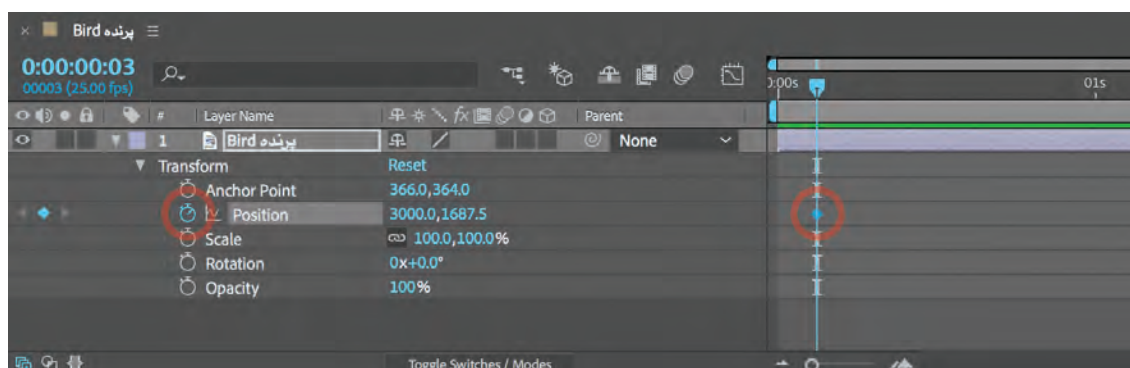 × Bird پرنده ≡
0:00:00:03
00003 (25.00 fps)
0:00s 01s
# Layer Name fx Parent
1 Bird پرنده None
Transform Reset
Anchor Point 366.0,364.0
Position 3000.0,1687.5
Scale 100.0,100.0%
Rotation 0x+0.0°
Opacity 100%
Toggle Switches / Modes